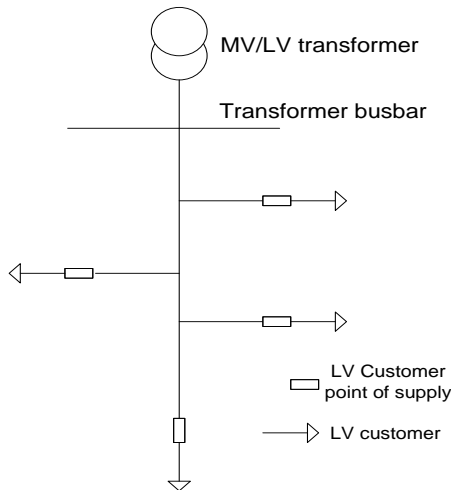 MV/LV transformer
Transformer busbar
LV Customer
point of supply
LV customer